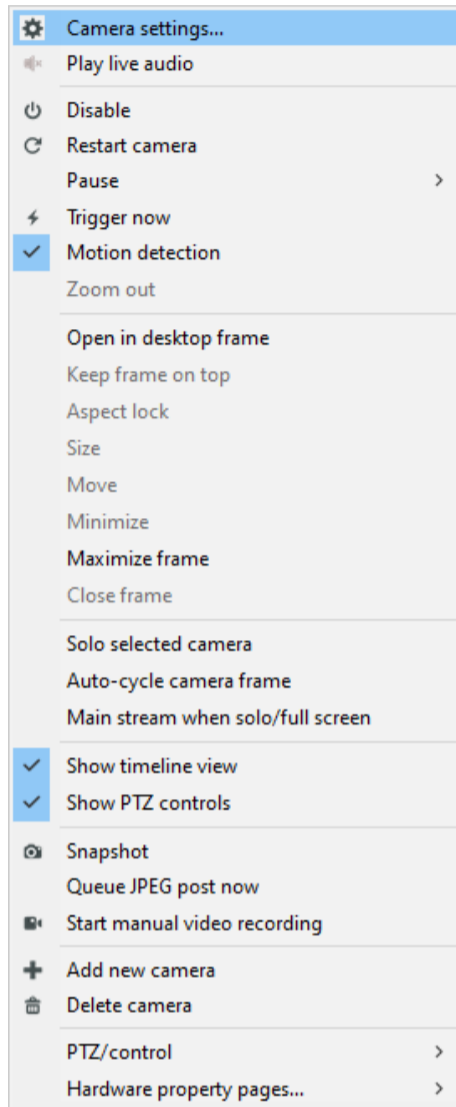 Camera settings...
Play live audio
Disable
Restart camera
Pause
Trigger now
Motion detection
Zoom out
Open in desktop frame
Keep frame on top
Aspect lock
Size
Move
Minimize
Maximize frame
Close frame
Solo selected camera
Auto-cycle camera frame
Main stream when solo/full screen
Show timeline view
Show PTZ controls
Snapshot
Queue JPEG post now
Start manual video recording
Add new camera
Delete camera
PTZ/control
Hardware property pages...